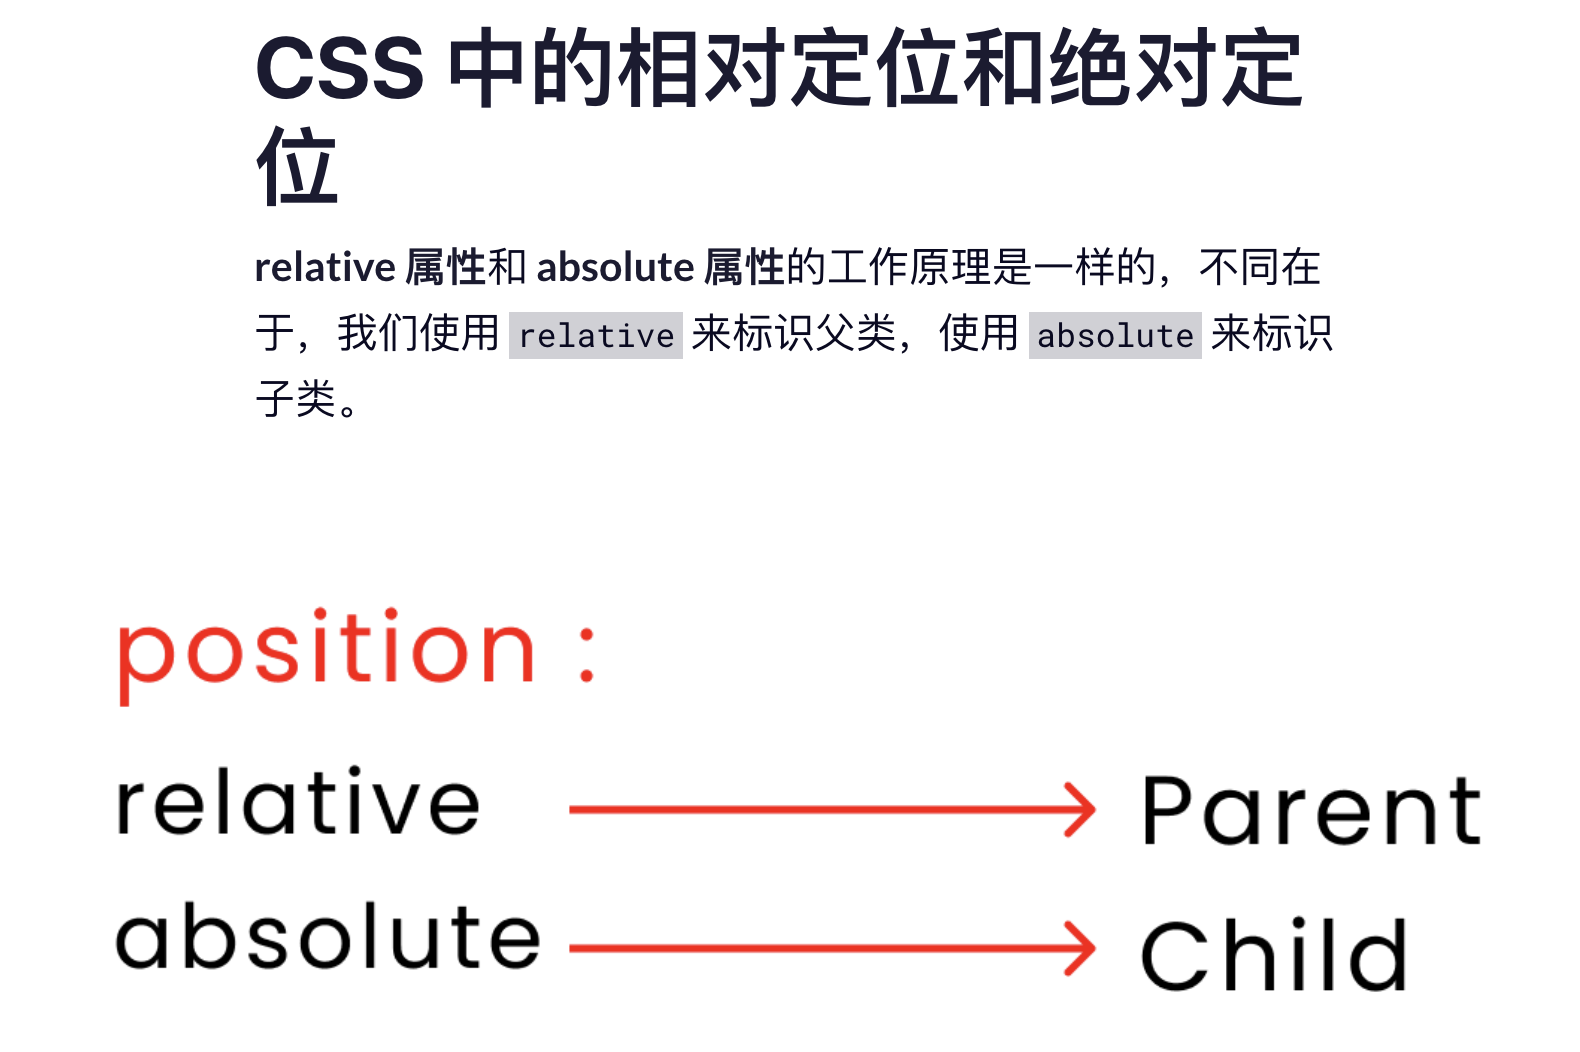 CSS 中的相对定位和绝对定
位
relative 属性和 absolute 属性的工作原理是一样的，不同在
于，我们使用 relative 来标识父类，使用 absolute 来标识
子类。
position :
relative
Parent
absolute
Child